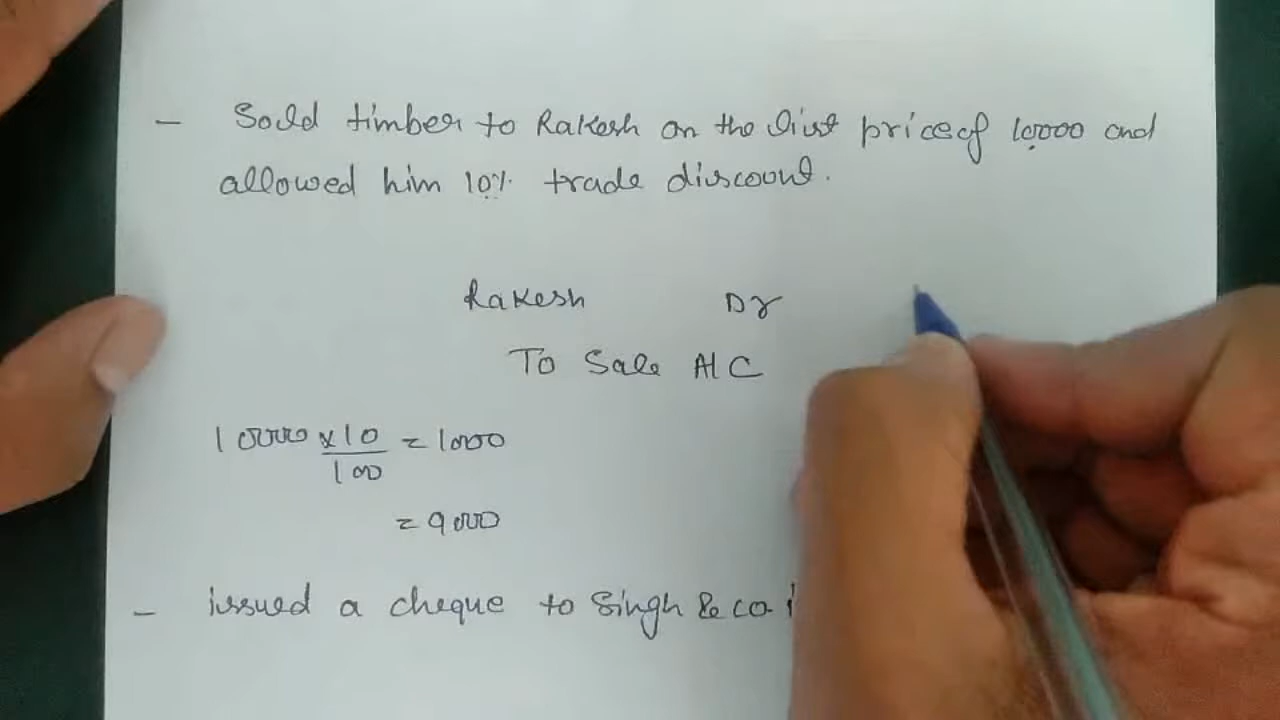 - Sold timber to Rakesh on the list price of 10000 and
allowed him 10% trade discount.
Rakesh Dr
To Sale A/C
10000 x 10 / 100 = 1000
= 9000
- issued a cheque to Singh & co